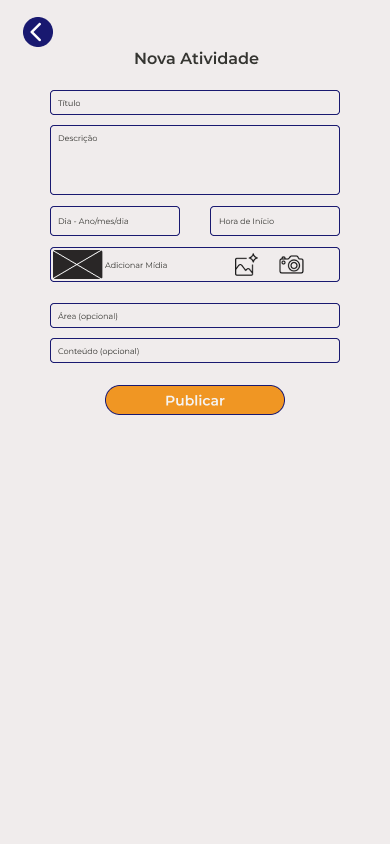 Nova Atividade
Título
Descrição
Dia - Ano/mes/dia
Hora de Início
Adicionar Mídia
Área (opcional)
Conteúdo (opcional)
Publicar